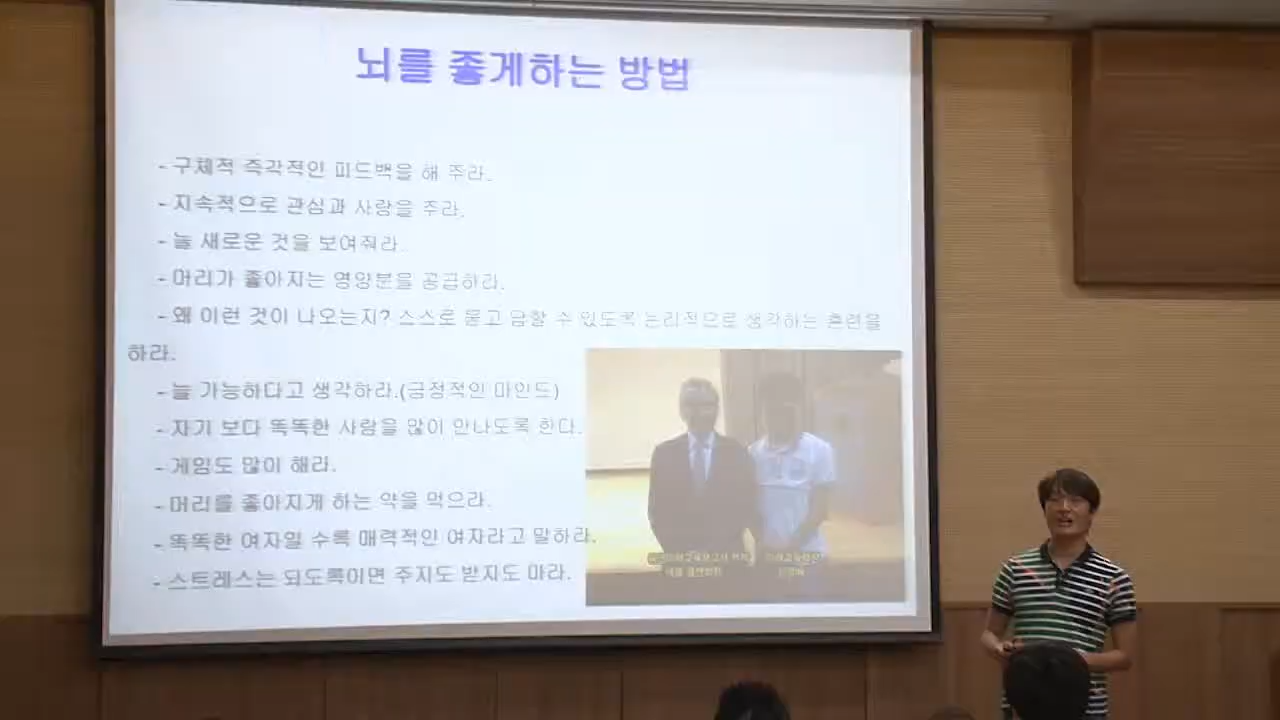 뇌를 좋게하는 방법
- 구체적 즉각적인 피드백을 해 주라.
- 지속적으로 관심과 사랑을 주라.
- 늘 새로운 것을 보여줘라.
- 머리가 좋아지는 영양분을 공급하라.
- 왜 이런 것이 나오는지? 스스로 묻고 답할 수 있도록 논리적으로 생각하는 훈련을
하라.
- 늘 가능하다고 생각하라.(긍정적인 마인드)
- 자기 보다 똑똑한 사람을 많이 만나도록 한다.
- 게임도 많이 해라.
- 머리를 좋아지게 하는 약을 먹으라.
- 똑똑한 여자일 수록 매력적인 여자라고 말하라.
- 스트레스는 되도록이면 주지도 받지도 마라.